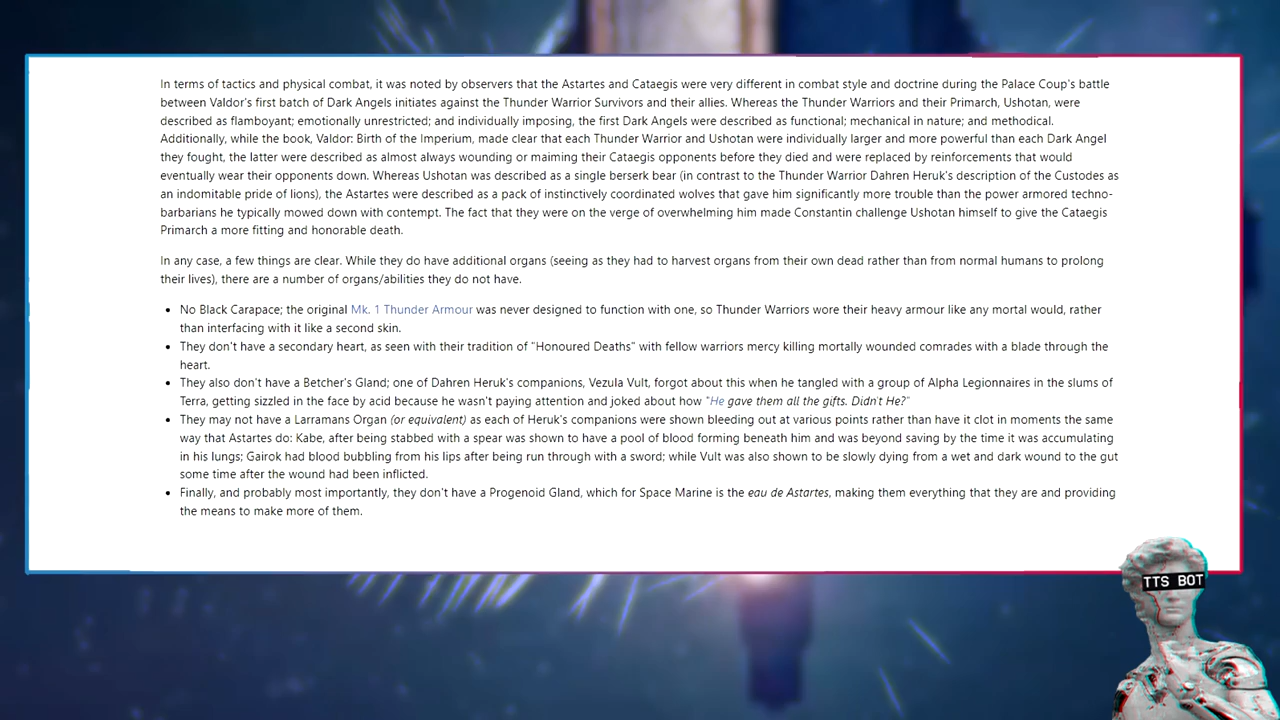 In terms of tactics and physical combat, it was noted by observers that the Astartes and Cataegis were very different in combat style and doctrine during the Palace Coup's battle
between Valdor's first batch of Dark Angels initiates against the Thunder Warrior Survivors and their allies. Whereas the Thunder Warriors and their Primarch, Ushotan, were
described as flamboyant; emotionally unrestricted; and individually imposing, the first Dark Angels were described as functional; mechanical in nature; and methodical.
Additionally, while the book, Valdor: Birth of the Imperium, made clear that each Thunder Warrior and Ushotan were individually larger and more powerful than each Dark Angel
they fought, the latter were described as almost always wounding or maiming their Cataegis opponents before they died and were replaced by reinforcements that would
eventually wear their opponents down. Whereas Ushotan was described as a single berserk bear (in contrast to the Thunder Warrior Dahren Heruk's description of the Custodes as
an indomitable pride of lions), the Astartes were described as a pack of instinctively coordinated wolves that gave him significantly more trouble than the power armored techno-
barbarians he typically mowed down with contempt. The fact that they were on the verge of overwhelming him made Constantin challenge Ushotan himself to give the Cataegis
Primarch a more fitting and honorable death.
In any case, a few things are clear. While they do have additional organs (seeing as they had to harvest organs from their own dead rather than from normal humans to prolong
their lives), there are a number of organs/abilities they do not have.
• No Black Carapace; the original Mk. 1 Thunder Armour was never designed to function with one, so Thunder Warriors wore their heavy armour like any mortal would, rather
than interfacing with it like a second skin.
• They don't have a secondary heart, as seen with their tradition of "Honoured Deaths" with fellow warriors mercy killing mortally wounded comrades with a blade through the
heart.
• They also don't have a Betcher's Gland; one of Dahren Heruk's companions, Vezula Vult, forgot about this when he tangled with a group of Alpha Legionnaires in the slums of
Terra, getting sizzled in the face by acid because he wasn't paying attention and joked about how "He gave them all the gifts. Didn't He?"
• They may not have a Larramans Organ (or equivalent) as each of Heruk's companions were shown bleeding out at various points rather than have it clot in moments the same
way that Astartes do: Kabe, after being stabbed with a spear was shown to have a pool of blood forming beneath him and was beyond saving by the time it was accumulating
in his lungs; Gairok had blood bubbling from his lips after being run through with a sword; while Vult was also shown to be slowly dying from a wet and dark wound to the gut
some time after the wound had been inflicted.
• Finally, and probably most importantly, they don't have a Progenoid Gland, which for Space Marine is the eau de Astartes, making them everything that they are and providing
the means to make more of them.
TTS BOT